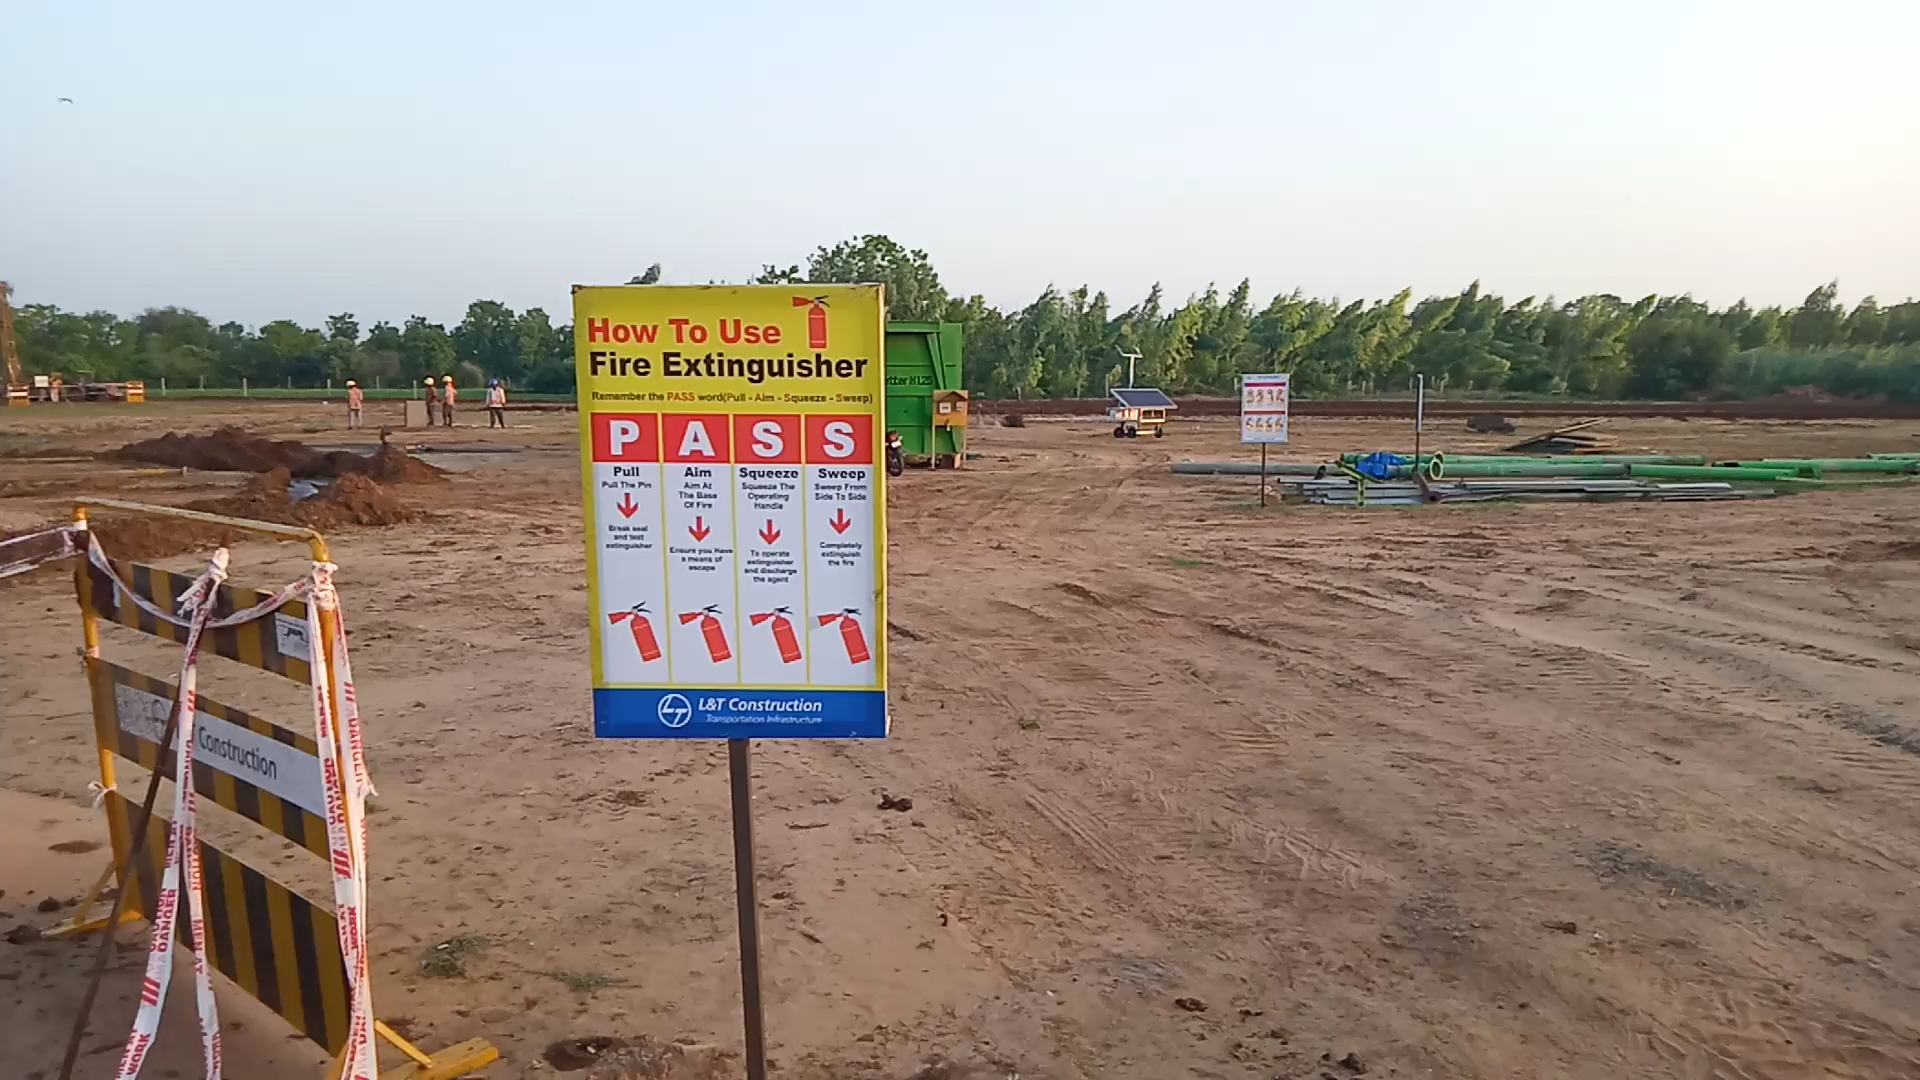 How To Use
Fire Extinguisher
Remember the PASS word(Pull - Aim - Squeeze - Sweep)
P A S S
Pull
Pull The Pin
Break seal
and test
extinguisher
Aim
Aim At
The Base
Of Fire
Ensure you Have
a means of
escape
Squeeze
Squeeze The
Operating
Handle
To operate
extinguisher
and discharge
the agent
Sweep
Sweep From
Side To Side
Completely
extinguish
the fire
L&T Construction
Transportation Infrastructure
Construction
DANGER
MEN AT
WORK